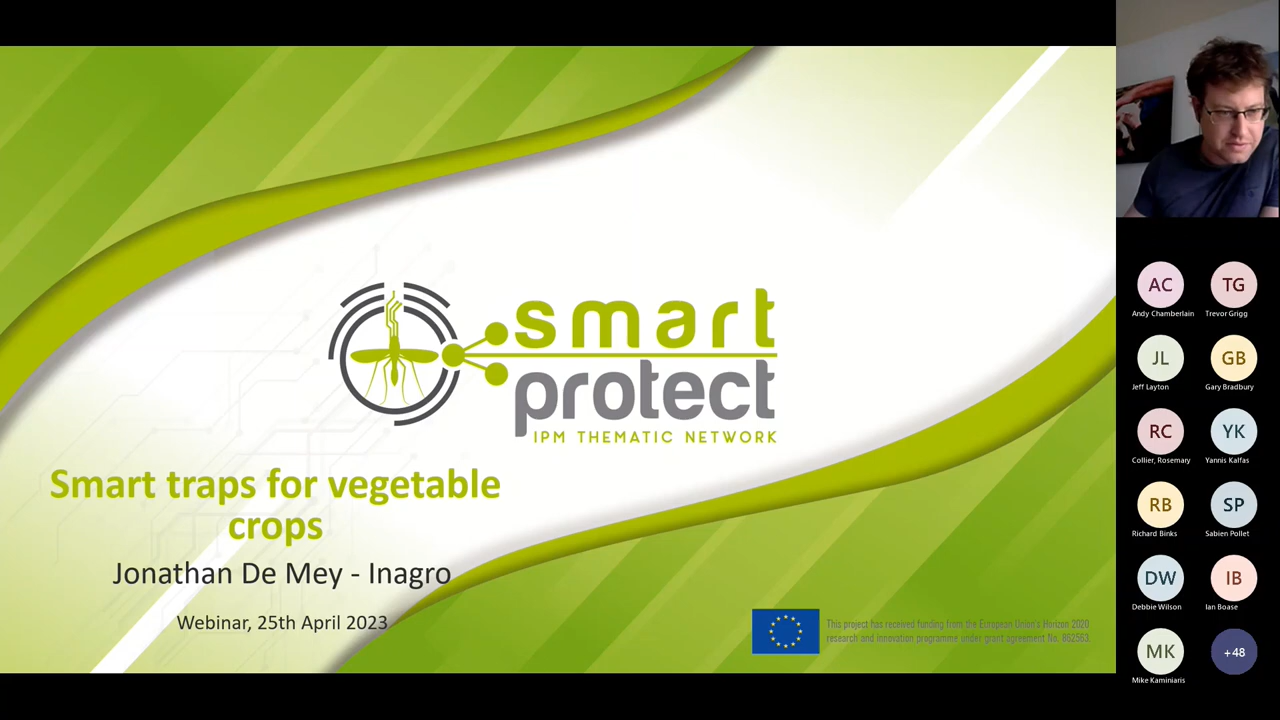 smart
protect
IPM THEMATIC NETWORK
Smart traps for vegetable
crops
Jonathan De Mey - Inagro
Webinar, 25th April 2023
This project has received funding from the European Union's Horizon 2020
research and innovation programme under grant agreement No. 862563
AC
Andy Chamberlain
TG
Trevor Grigg
JL
Jeff Layton
GB
Gary Bradbury
RC
Collier, Rosemary
YK
Yannis Kalfas
RB
Richard Binks
SP
Sabien Pollet
DW
Debbie Wilson
IB
Ian Boase
MK
Mike Kaminiaris
+48